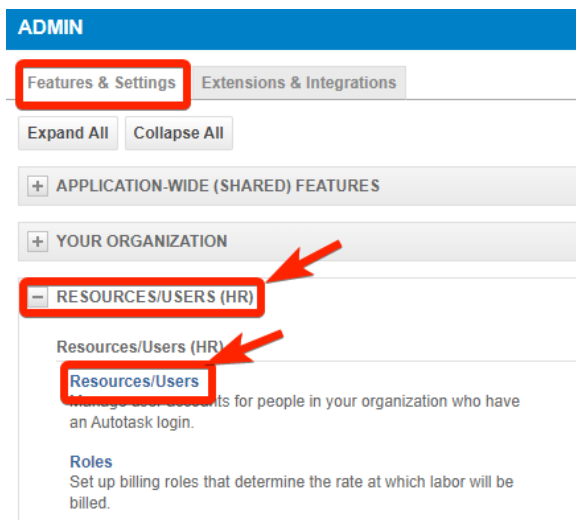 ADMIN
Features & Settings
Extensions & Integrations
Expand All
Collapse All
APPLICATION-WIDE (SHARED) FEATURES
YOUR ORGANIZATION
RESOURCES/USERS (HR)
Resources/Users (HR)
Resources/Users
Manage user accounts for people in your organization who have
an Autotask login.
Roles
Set up billing roles that determine the rate at which labor will be
billed.